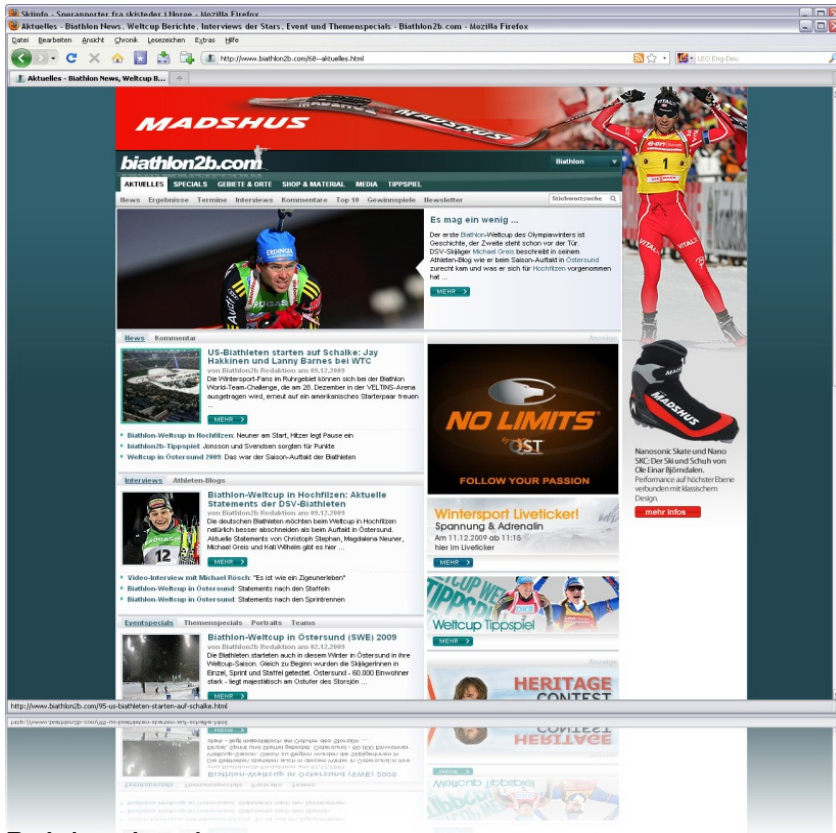 Skiinfo - Snørapporter fra skisteder i Norge - Mozilla Firefox
Aktuelles - Biathlon News, Weltcup Berichte, Interviews der Stars, Event und Themenspecials - Biathlon2b.com - Mozilla Firefox
Datei Bearbeiten Ansicht Chronik Lesezeichen Extras Hilfe
http://www.biathlon2b.com/68--aktuelles.html
LEO Eng-Deu
Aktuelles - Biathlon News, Weltcup B...
MADSHUS
biathlon2b.com
Biathlon
AKTUELLES SPECIALS GEBIETE & ORTE SHOP & MATERIAL MEDIA TIPPSPIEL
News Ergebnisse Termine Interviews Kommentare Top 10 Gewinnspiele Newsletter
Stichwortsuche
Es mag ein wenig ...
Der erste Biathlon-Weltcup des Olympiawinters ist
Geschichte, der Zweite steht schon vor der Tür.
DSV-Skijäger Michael Greis beschreibt in seinem
Athleten-Blog wie er beim Saison-Auftakt in Östersund
zurecht kam und was er sich für Hochfilzen vorgenommen
hat ...
MEHR
ERDINGER
News Kommentar
Anzeige
US-Biathleten starten auf Schalke: Jay
Hakkinen und Lanny Barnes bei WTC
von Biathlon2b Redaktion am 09.12.2009
Die Wintersport-Fans im Ruhrgebiet können sich bei der Biathlon
World-Team-Challenge, die am 28. Dezember in der VELTINS-Arena
ausgetragen wird, erneut auf ein amerikanisches Starterpaar freuen
...
MEHR
Biathlon-Weltcup in Hochfilzen: Neuner am Start, Hitzer legt Pause ein
biathlon2b-Tippspiel: Jonsson und Svendsen sorgten für Punkte
Weltcup in Östersund 2009: Das war der Saison-Auftakt der Biathleten
Interviews Athleten-Blogs
Biathlon-Weltcup in Hochfilzen: Aktuelle
Statements der DSV-Biathleten
von Biathlon2b Redaktion am 09.12.2009
Die deutschen Biathleten möchten beim Weltcup in Hochfilzen
natürlich besser abschneiden als beim Auftakt in Östersund.
Aktuelle Statements von Christoph Stephan, Magdalena Neuner,
Michael Greis und Kati Wilhelm gibt es hier ...
MEHR
12
Video-Interview mit Michael Rösch: "Es ist wie ein Zigeunerleben"
Biathlon-Weltcup in Östersund: Statements nach den Staffeln
Biathlon-Weltcup in Östersund: Statements nach den Sprintrennen
Eventspecials Themenspecials Portraits Teams
Biathlon-Weltcup in Östersund (SWE) 2009
von Biathlon2b Redaktion am 02.12.2009
Die Biathleten starteten auch in diesem Winter in Östersund in ihre
Weltcup-Saison. Gleich zu Beginn wurden die SkijägerInnen in
Einzel, Sprint und Staffel getestet. Östersund - 60.000 Einwohner
stark - liegt majestätisch am Ostufer des Storsjön ...
MEHR
NO LIMITS
by ÖST
FOLLOW YOUR PASSION
Wintersport Liveticker!
Spannung & Adrenalin
Am 11.12.2009 ab 11:15
hier im Liveticker
MEHR
WELTCUP
TIPPSPIEL
Weltcup Tippspiel
MEHR
Anzeige
HERITAGE
CONTEST
1
VITAL
MADSHUS
Nanosonic Skate und Nano
SKC: Der Ski und Schuh von
Ole Einar Björndalen.
Performance auf höchster Ebene
verbunden mit klassischem
Design.
mehr Infos
http://www.biathlon2b.com/95-us-biathleten-starten-auf-schalke.html